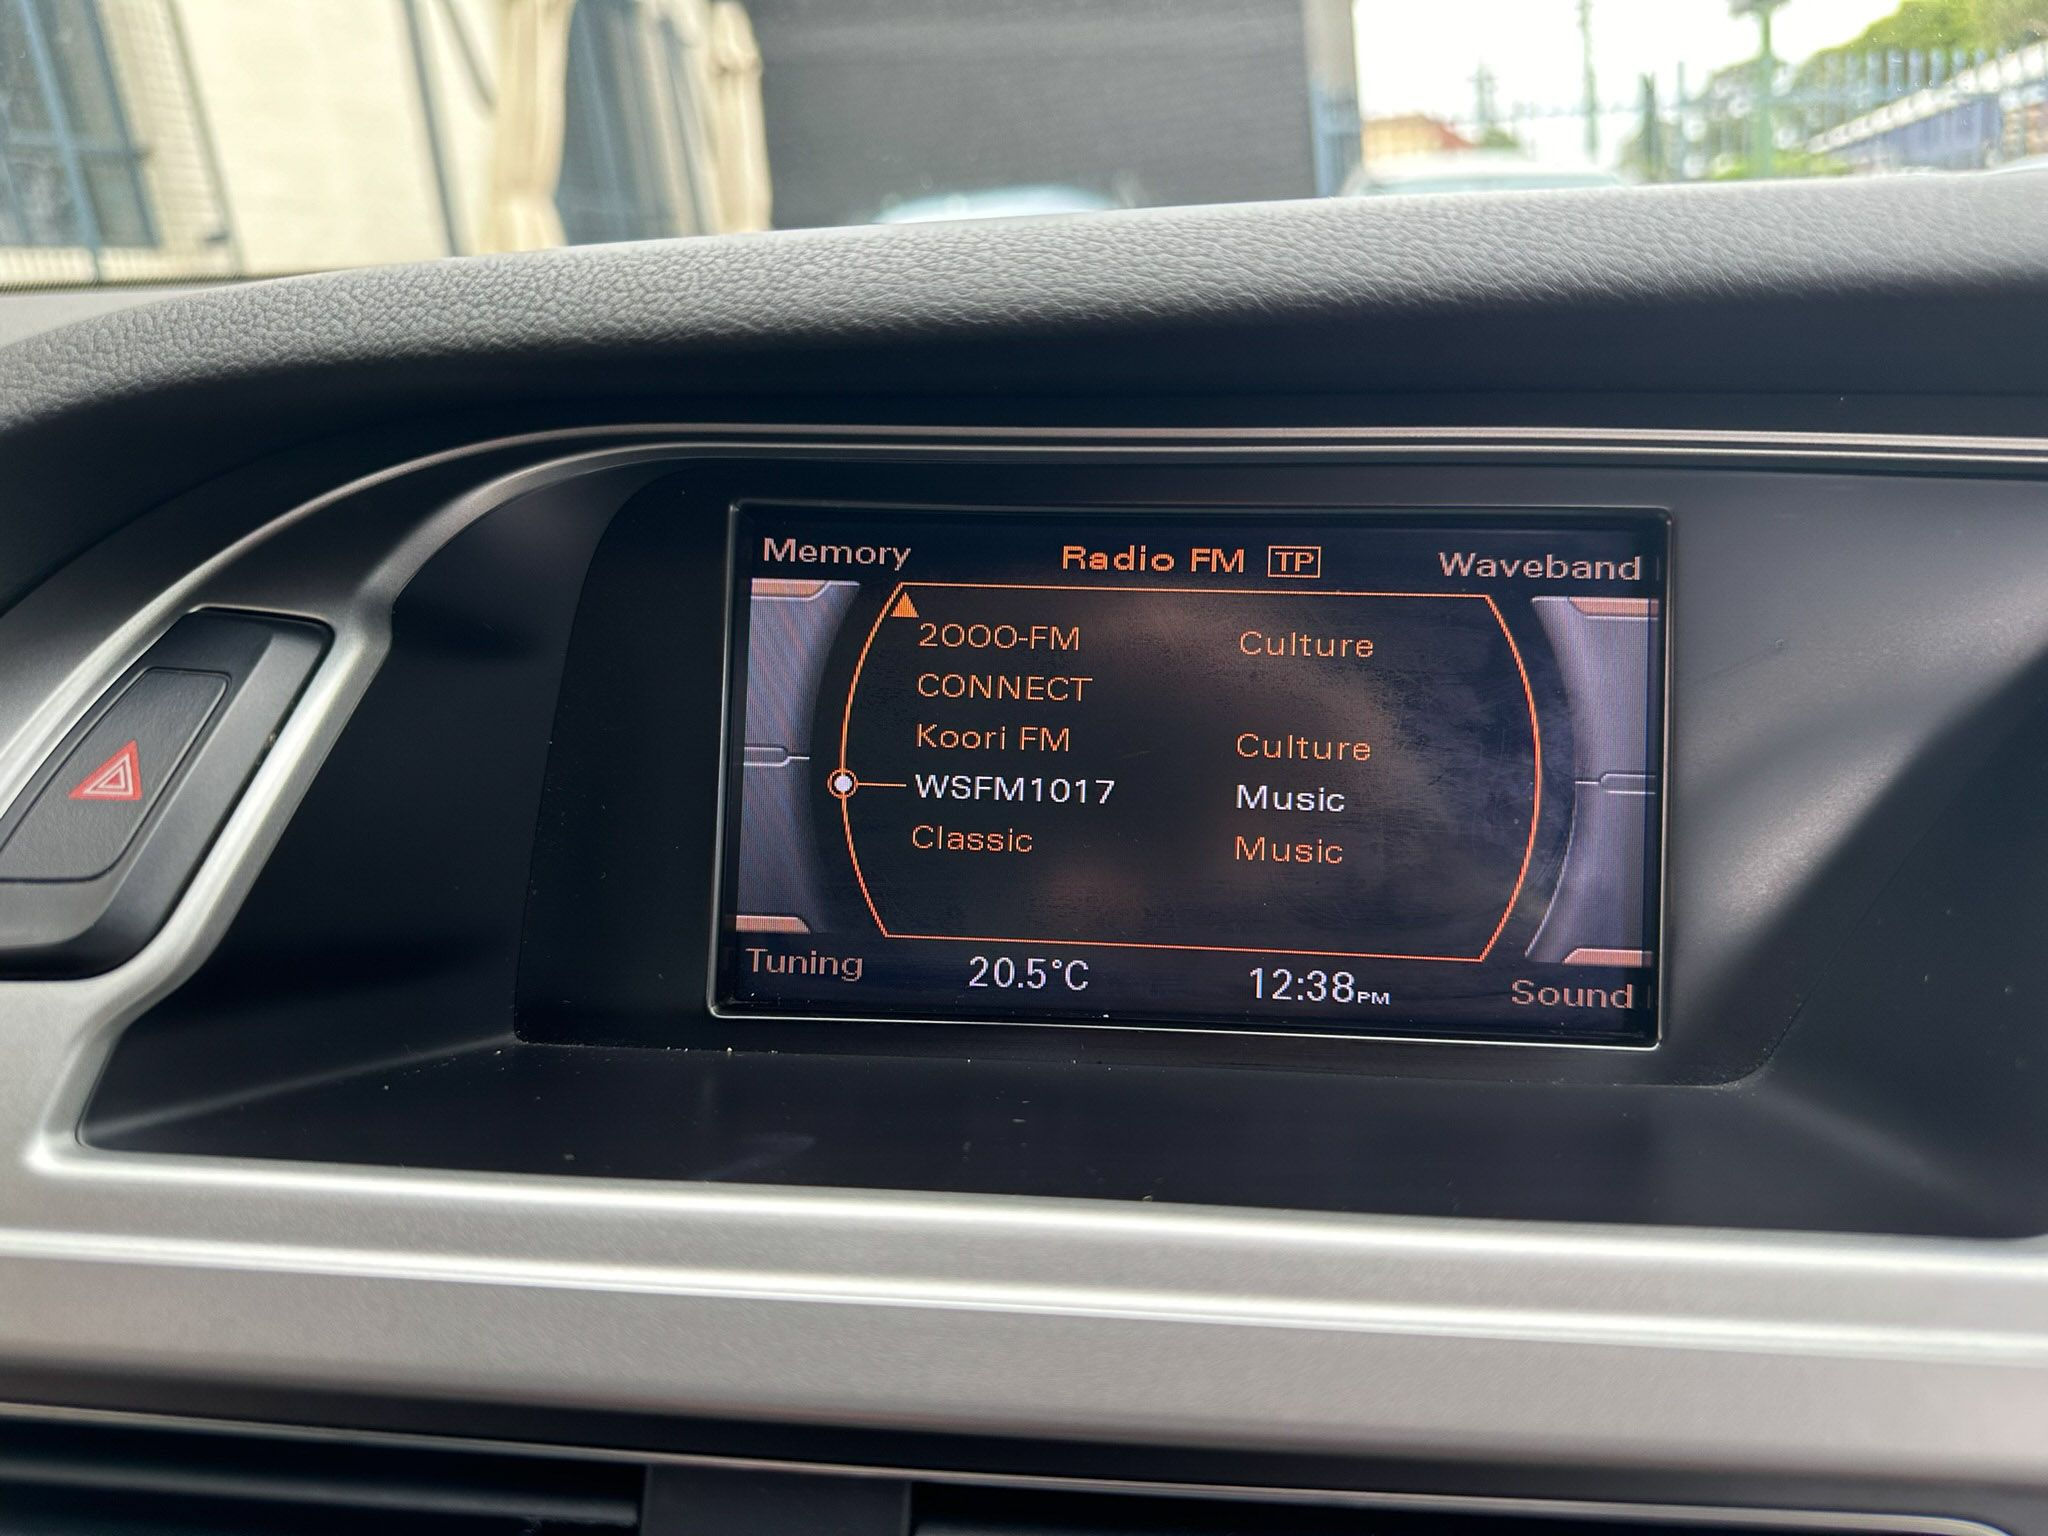 Memory Radio FM TP Waveband
2000-FM Culture
CONNECT
Koori FM Culture
WSFM1017 Music
Classic Music
Tuning 20.5°C 12:38PM Sound